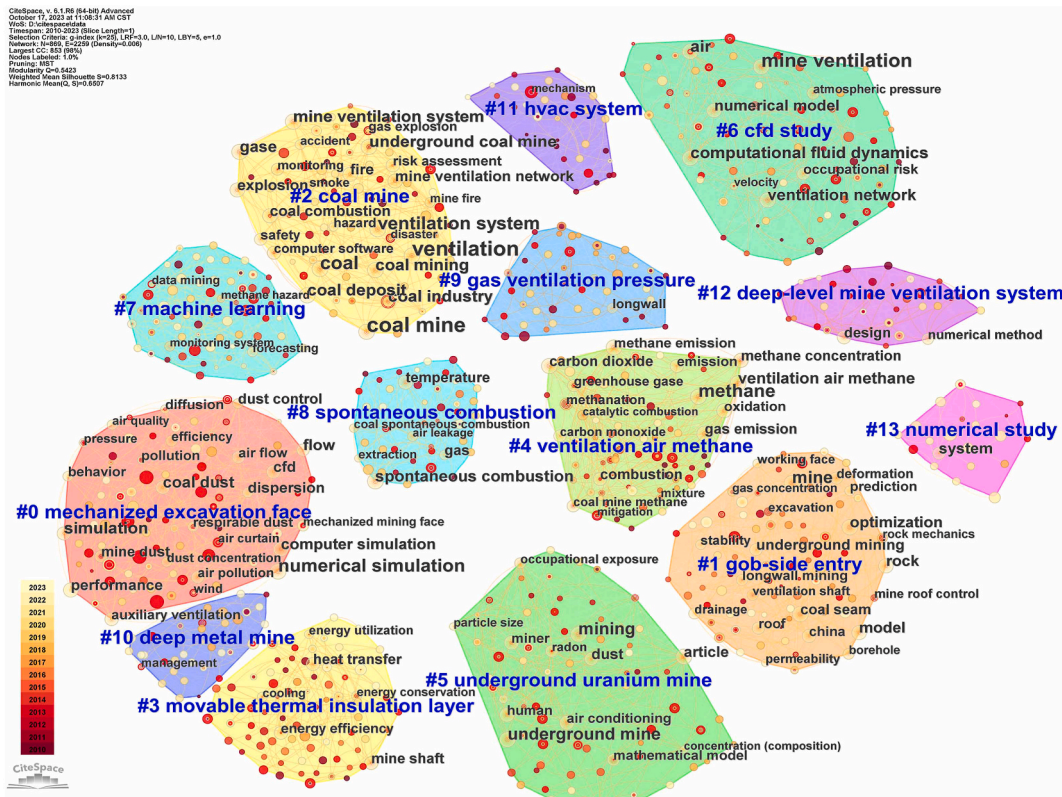 CiteSpace, v. 6.1.R6 (64-bit) Advanced
October 17, 2023 at 11:08:31 AM CST
WoS: D:\citespace\data
Timespan: 2010-2023 (Slice Length=1)
Selection Criteria: g-index (k=25), LRF=3.0, L/N=10, LBY=5, e=1.0
Network: N=869, E=2259 (Density=0.006)
Largest CC: 853 (98%)
Nodes Labeled: 1.0%
Pruning: MST
Modularity Q=0.5423
Weighted Mean Silhouette S=0.8133
Harmonic Mean(Q, S)=0.6507
air
mine ventilation
atmospheric pressure
numerical model
#6 cfd study
computational fluid dynamics
occupational risk
velocity
ventilation network
mechanism
#11 hvac system
mine ventilation system
gas explosion
accident
underground coal mine
gase
monitoring
fire
risk assessment
mine ventilation network
explosion
smoke
#2 coal mine
mine fire
coal combustion
hazard
ventilation system
safety
disaster
computer software
ventilation
coal
coal mining
coal deposit
coal industry
coal mine
#9 gas ventilation pressure
longwall
#12 deep-level mine ventilation system
design
numerical method
data mining
methane hazard
#7 machine learning
monitoring system
forecasting
temperature
#8 spontaneous combustion
coal spontaneous combustion
air leakage
extraction
gas
spontaneous combustion
methane emission
carbon dioxide
emission
methane concentration
greenhouse gase
ventilation air methane
methanation
methane
catalytic combustion
oxidation
carbon monoxide
gas emission
#4 ventilation air methane
combustion
mixture
coal mine methane
mitigation
#13 numerical study
system
dust control
diffusion
air quality
pressure
efficiency
flow
pollution
air flow
behavior
cfd
coal dust
dispersion
#0 mechanized excavation face
simulation
respirable dust
mechanized mining face
air curtain
computer simulation
mine dust
dust concentration
air pollution
numerical simulation
performance
wind
working face
mine
deformation
gas concentration
prediction
excavation
optimization
stability
rock mechanics
underground mining
#1 gob-side entry
rock
longwall mining
ventilation shaft
mine roof control
drainage
coal seam
roof
china
model
permeability
borehole
auxiliary ventilation
#10 deep metal mine
management
energy utilization
heat transfer
cooling
energy conservation
#3 movable thermal insulation layer
energy efficiency
mine shaft
occupational exposure
particle size
mining
miner
radon
dust
article
#5 underground uranium mine
human
air conditioning
underground mine
concentration (composition)
mathematical model
2023
2022
2021
2020
2019
2018
2017
2016
2015
2014
2013
2012
2011
2010
CiteSpace